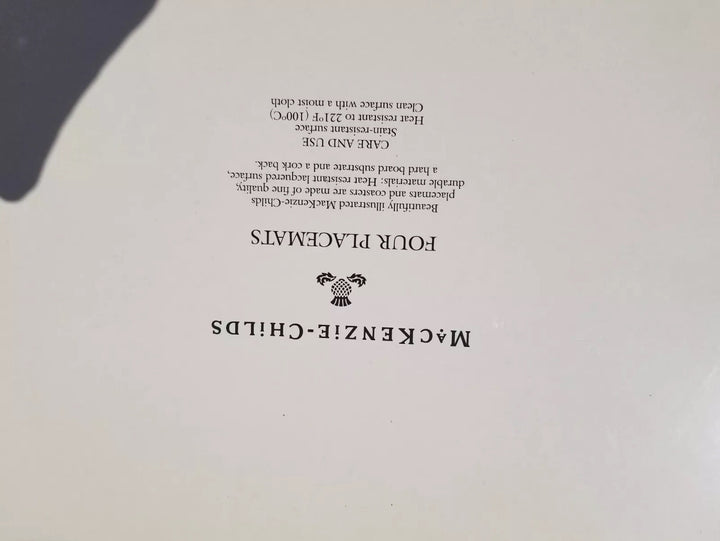 MACKENZiE-CHiLDS
FOUR PLACEMATS
Beautifully illustrated MacKenzie-Childs
placemats and coasters are made of fine quality,
durable materials: Heat resistant lacquered surface,
a hard board substrate and a cork back.
CARE AND USE
Stain-resistant surface
Heat resistant to 221°F (100°C)
Clean surface with a moist cloth